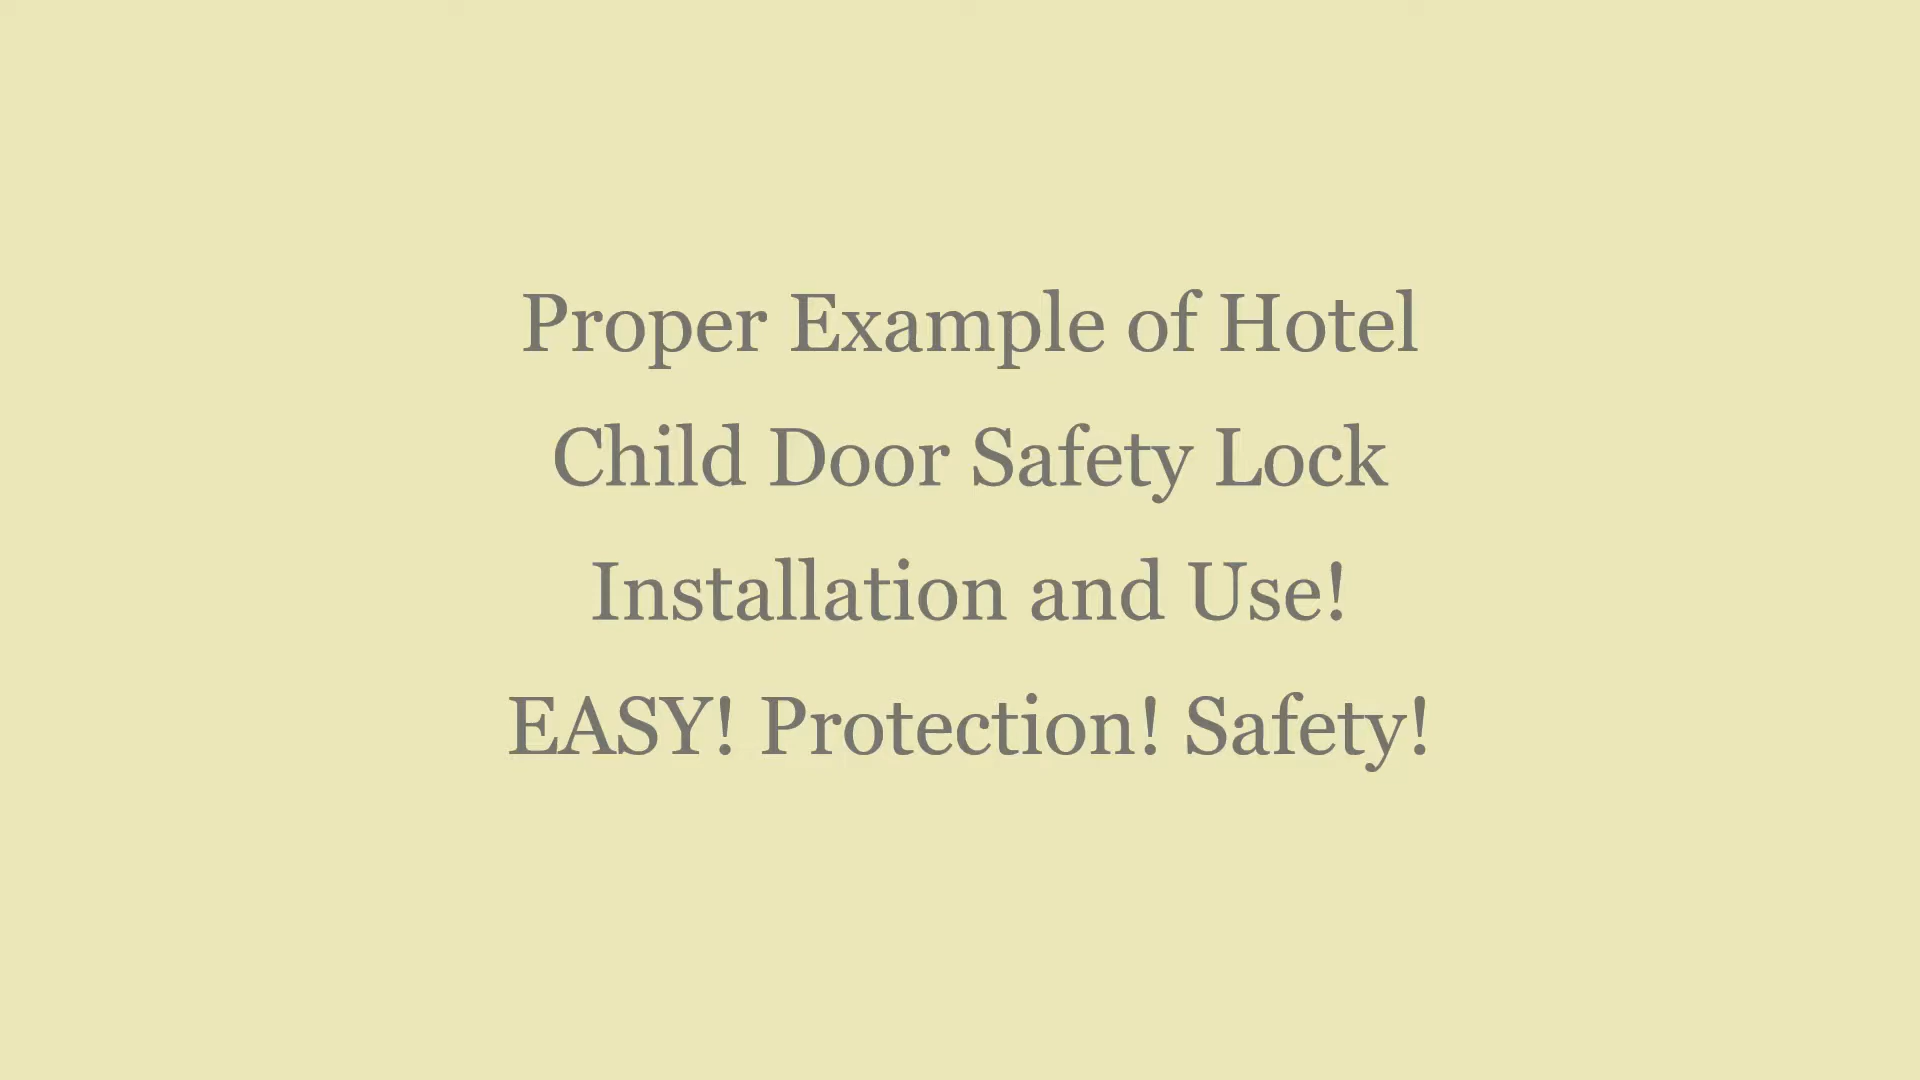 Proper Example of Hotel
Child Door Safety Lock
Installation and Use!
EASY! Protection! Safety!